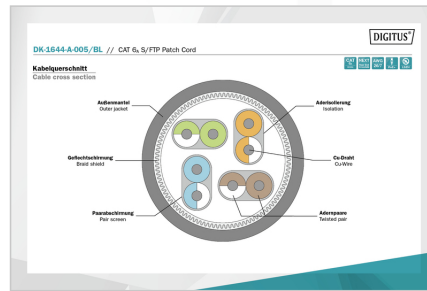 DIGITUS®
DK-1644-A-005/BL // CAT 6A S/FTP Patch Cord
Kabelquerschnitt
Cable cross section
Außenmantel
Outer jacket
Aderisolierung
Isolation
Geflechtschirmung
Braid shield
Cu-Draht
Cu-Wire
Paarabschirmung
Pair screen
Adernpaare
Twisted pair